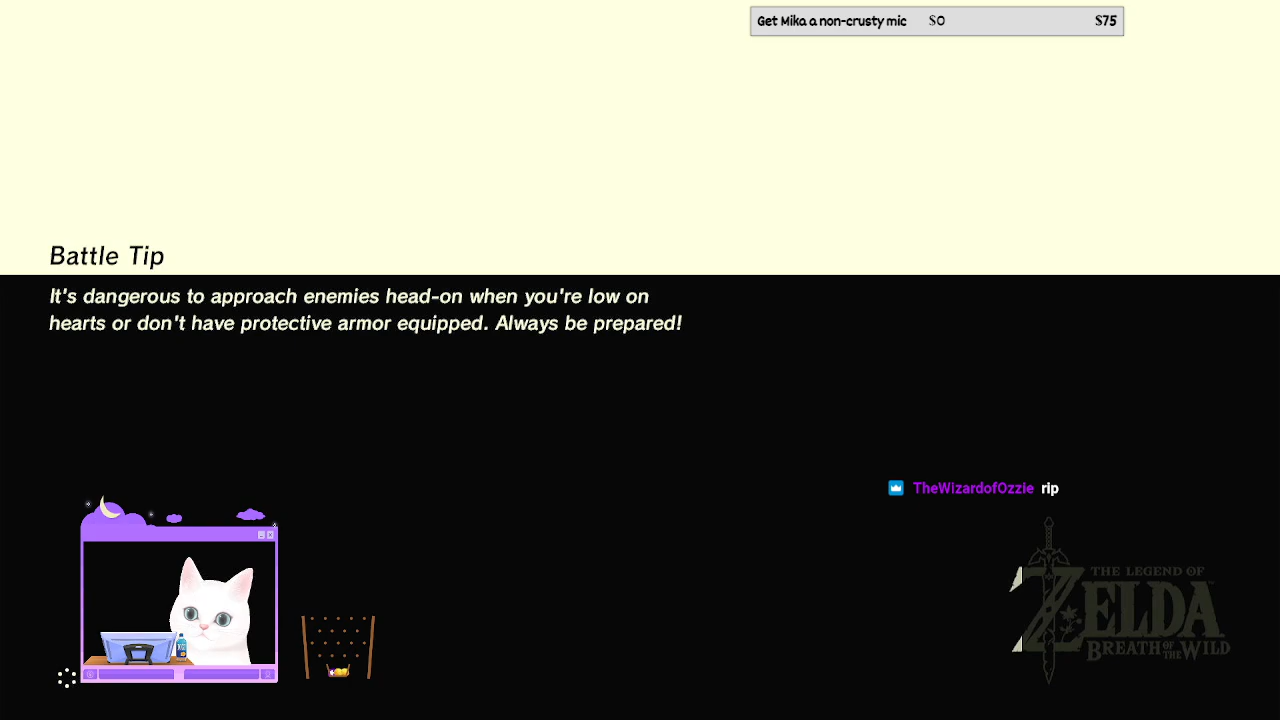 Get Mika a non-crusty mic $0 $75
Battle Tip
It's dangerous to approach enemies head-on when you're low on
hearts or don't have protective armor equipped. Always be prepared!
TheWizardofOzzie rip
THE LEGEND OF
ZELDA
BREATH OF THE WILD